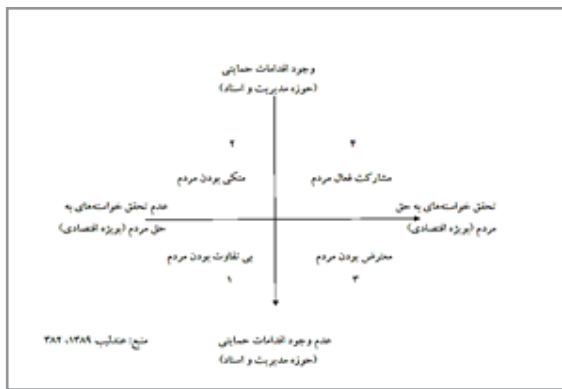 وجود اقدامات حمایتی
(حوزه مدیریت و اسناد)
۲
۴
متکی بودن مردم
مشارکت فعال مردم
تحقق خواسته‌های به حق
مردم (بویژه اقتصادی)
عدم تحقق خواسته‌های به
حق مردم (بویژه اقتصادی)
بی تفاوت بودن مردم
معترض بودن مردم
۱
۳
عدم وجود اقدامات حمایتی
(حوزه مدیریت و اسناد)
منبع: عندلیب، ۱۳۸۹، ۳۸۲